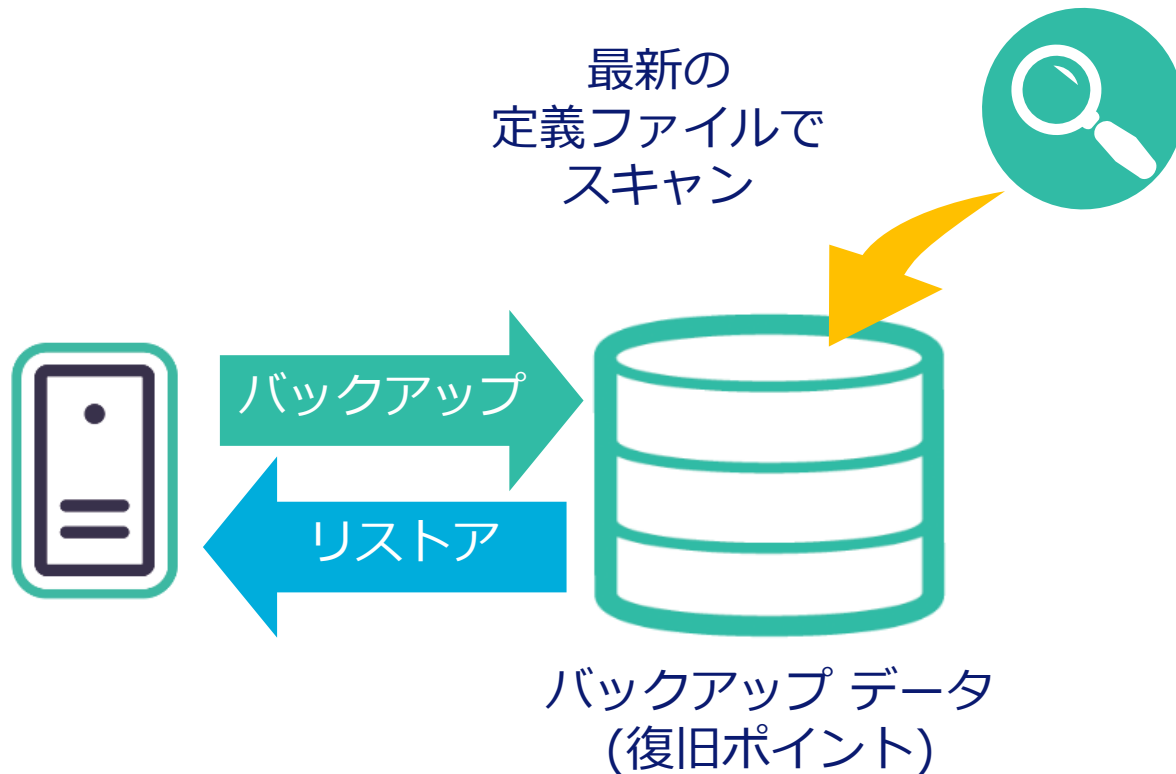 最新の
定義ファイルで
スキャン
バックアップ
リストア
バックアップ データ
(復旧ポイント)